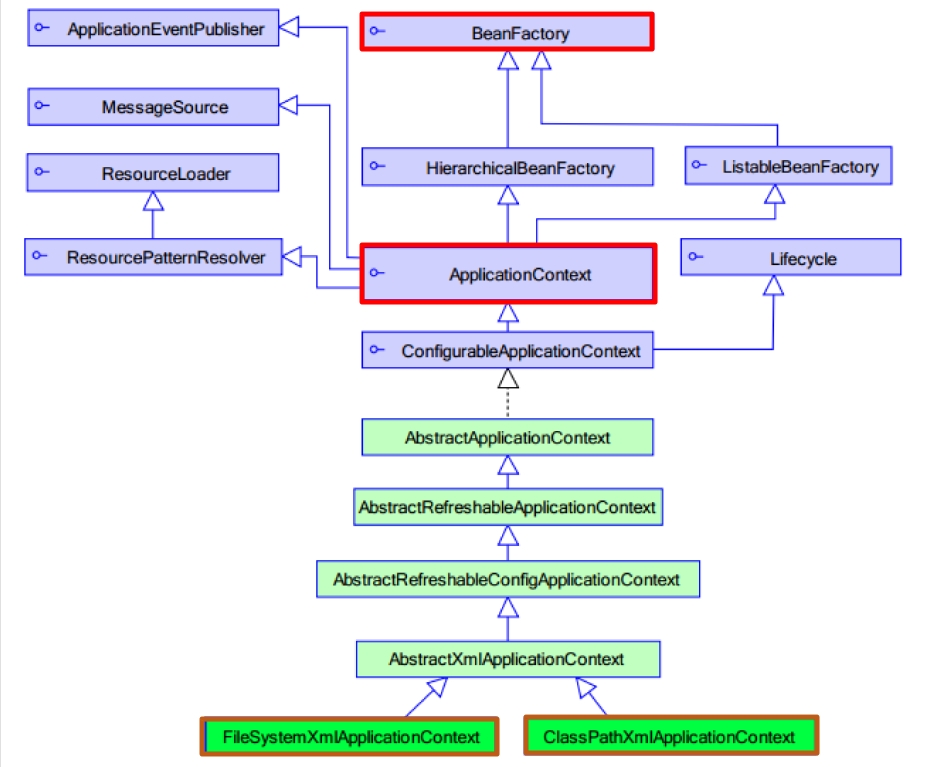 ApplicationEventPublisher
BeanFactory
MessageSource
ResourceLoader
HierarchicalBeanFactory
ListableBeanFactory
ResourcePatternResolver
ApplicationContext
Lifecycle
ConfigurableApplicationContext
AbstractApplicationContext
AbstractRefreshableApplicationContext
AbstractRefreshableConfigApplicationContext
AbstractXmlApplicationContext
FileSystemXmlApplicationContext
ClassPathXmlApplicationContext